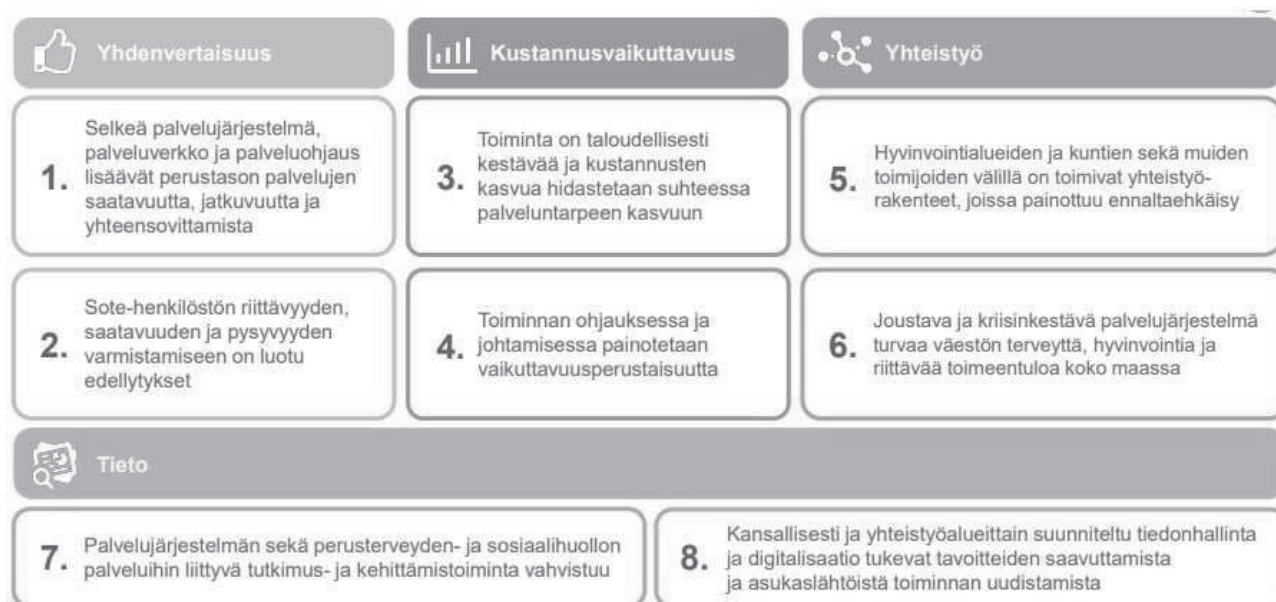 Yhdenvertaisuus
1.
Selkeä palvelujärjestelmä,
palveluverkko ja palveluohjaus
lisäävät perustason palvelujen
saatavuutta, jatkuvuutta ja
yhteensovittamista
2.
Sote-henkilöstön riittävyyden,
saatavuuden ja pysyvyyden
varmistamiseen on luotu
edellytykset
Kustannusvaikuttavuus
3.
Toiminta on taloudellisesti
kestävää ja kustannusten
kasvua hidastetaan suhteessa
palveluntarpeen kasvuun
4.
Toiminnan ohjauksessa ja
johtamisessa painotetaan
vaikuttavuusperustaisuutta
Yhteistyö
5.
Hyvinvointialueiden ja kuntien sekä muiden
toimijoiden välillä on toimivat yhteistyö-
rakenteet, joissa painottuu ennaltaehkäisy
6.
Joustava ja kriisinkestävä palvelujärjestelmä
turvaa väestön terveyttä, hyvinvointia ja
riittävää toimeentuloa koko maassa
Tieto
7.
Palvelujärjestelmän sekä perusterveyden- ja sosiaalihuollon
palveluihin liittyvä tutkimus- ja kehittämistoiminta vahvistuu
8.
Kansallisesti ja yhteistyöalueittain suunniteltu tiedonhallinta
ja digitalisaatio tukevat tavoitteiden saavuttamista
ja asukaslähtöistä toiminnan uudistamista